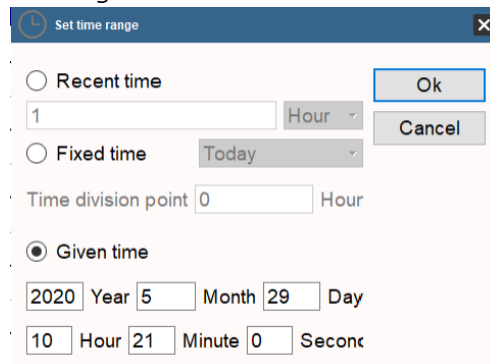 Set time range
Recent time
Ok
1 Hour
Cancel
Fixed time Today
Time division point 0 Hour
Given time
2020 Year 5 Month 29 Day
10 Hour 21 Minute 0 Second